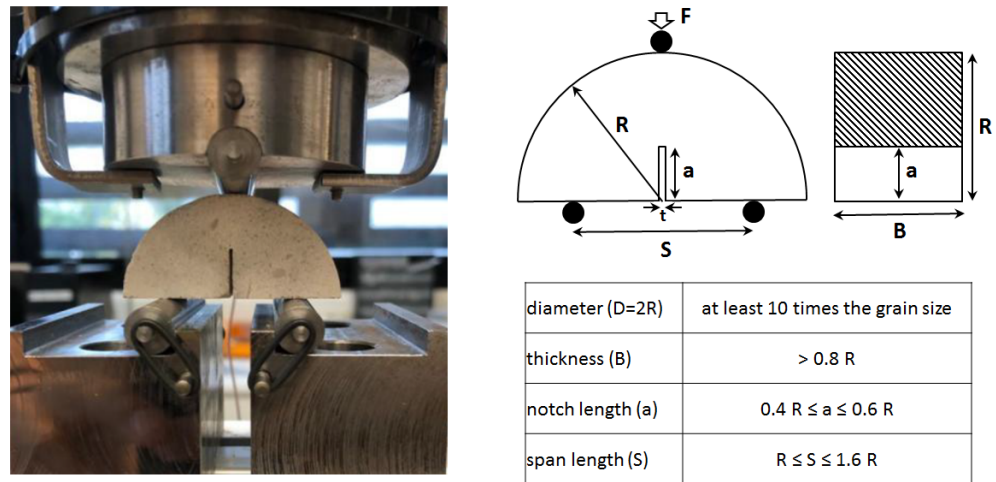 F
R
a
t
S
R
a
B
diameter (D=2R) at least 10 times the grain size
thickness (B) > 0.8 R
notch length (a) 0.4 R ≤ a ≤ 0.6 R
span length (S) R ≤ S ≤ 1.6 R